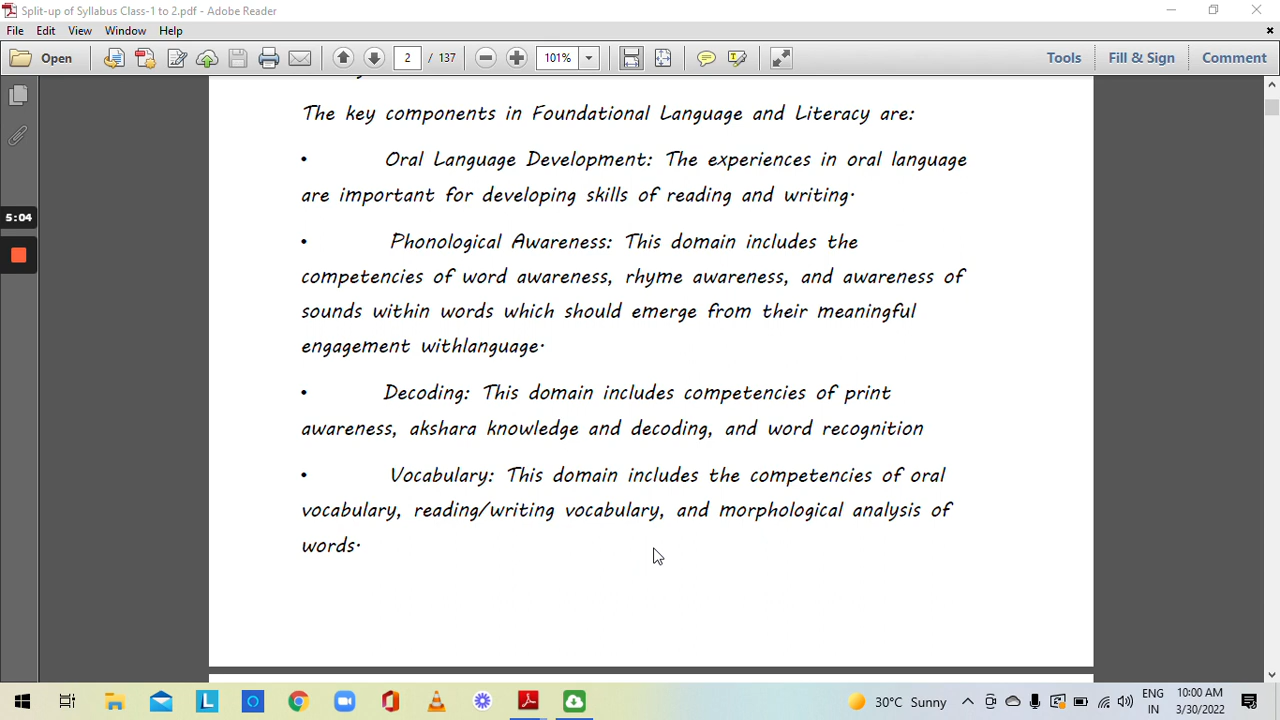 Split-up of Syllabus Class-1 to 2.pdf - Adobe Reader
File Edit View Window Help
Open 2 / 137 101% Tools Fill & Sign Comment
The key components in Foundational Language and Literacy are:
• Oral Language Development: The experiences in oral language
are important for developing skills of reading and writing.
5:04
• Phonological Awareness: This domain includes the
competencies of word awareness, rhyme awareness, and awareness of
sounds within words which should emerge from their meaningful
engagement withlanguage.
• Decoding: This domain includes competencies of print
awareness, akshara knowledge and decoding, and word recognition
• Vocabulary: This domain includes the competencies of oral
vocabulary, reading/writing vocabulary, and morphological analysis of
words.
30°C Sunny
ENG
IN
10:00 AM
3/30/2022